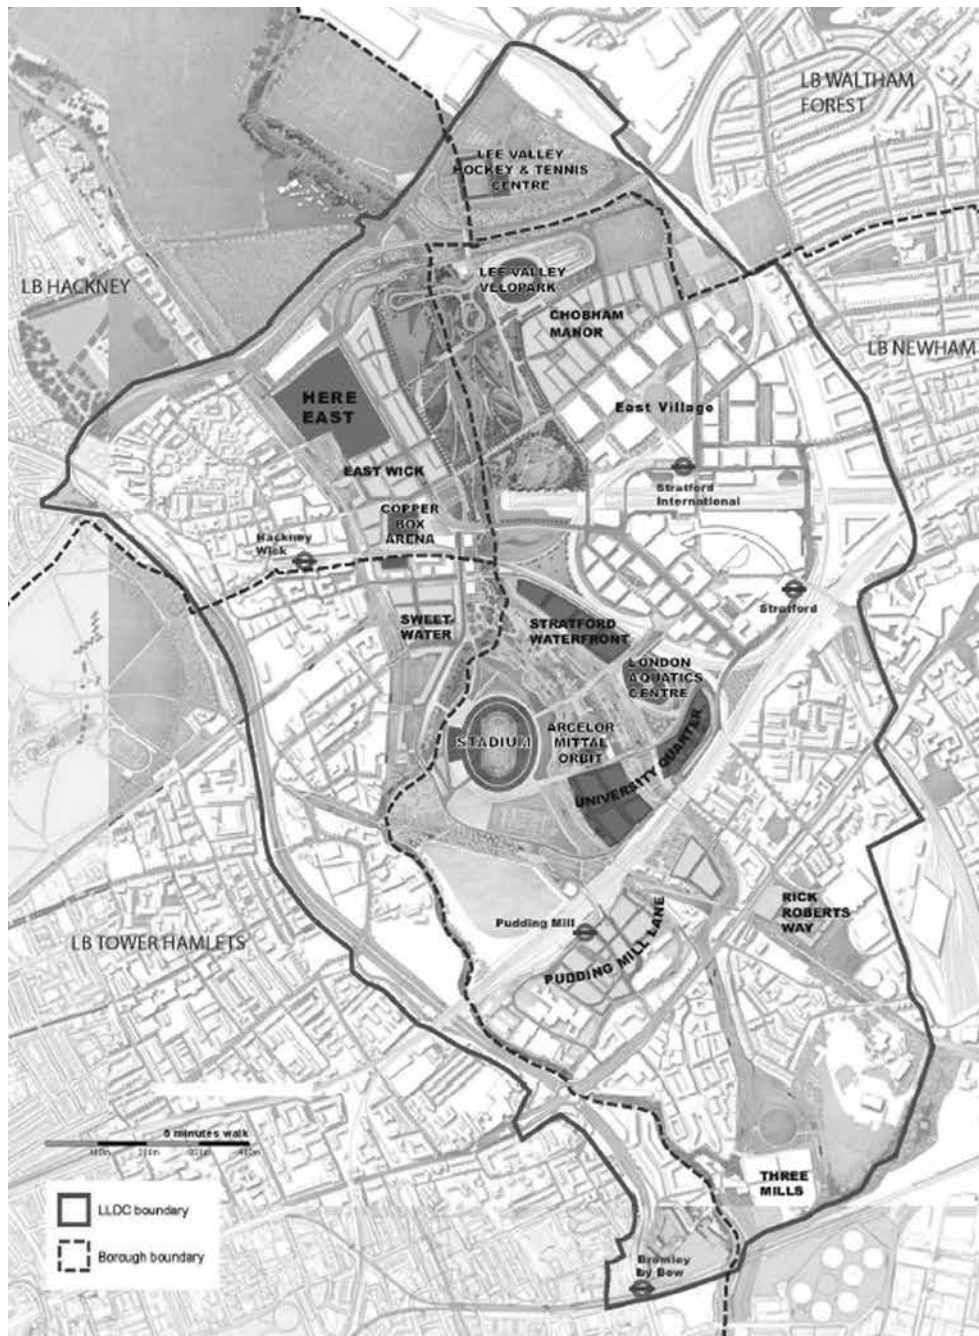 LB WALTHAM
FOREST
LEE VALLEY
HOCKEY & TENNIS
CENTRE
LB HACKNEY
LEE VALLEY
VELOPARK
CHOBHAM
MANOR
LB NEWHAM
HERE
EAST
East Village
EAST WICK
Stratford
International
COPPER
BOX
ARENA
Hackney
Wick
Stratford
SWEET
WATER
STRATFORD
WATERFRONT
LONDON
AQUATICS
CENTRE
STADIUM
ARCELOR
MITTAL
ORBIT
UNIVERSITY QUARTER
RICK
ROBERTS
WAY
Pudding Mill
PUDDING MILL LANE
LB TOWER HAMLETS
THREE
MILLS
Bromley
by Bow
minutes walk
LLDC boundary
Borough boundary